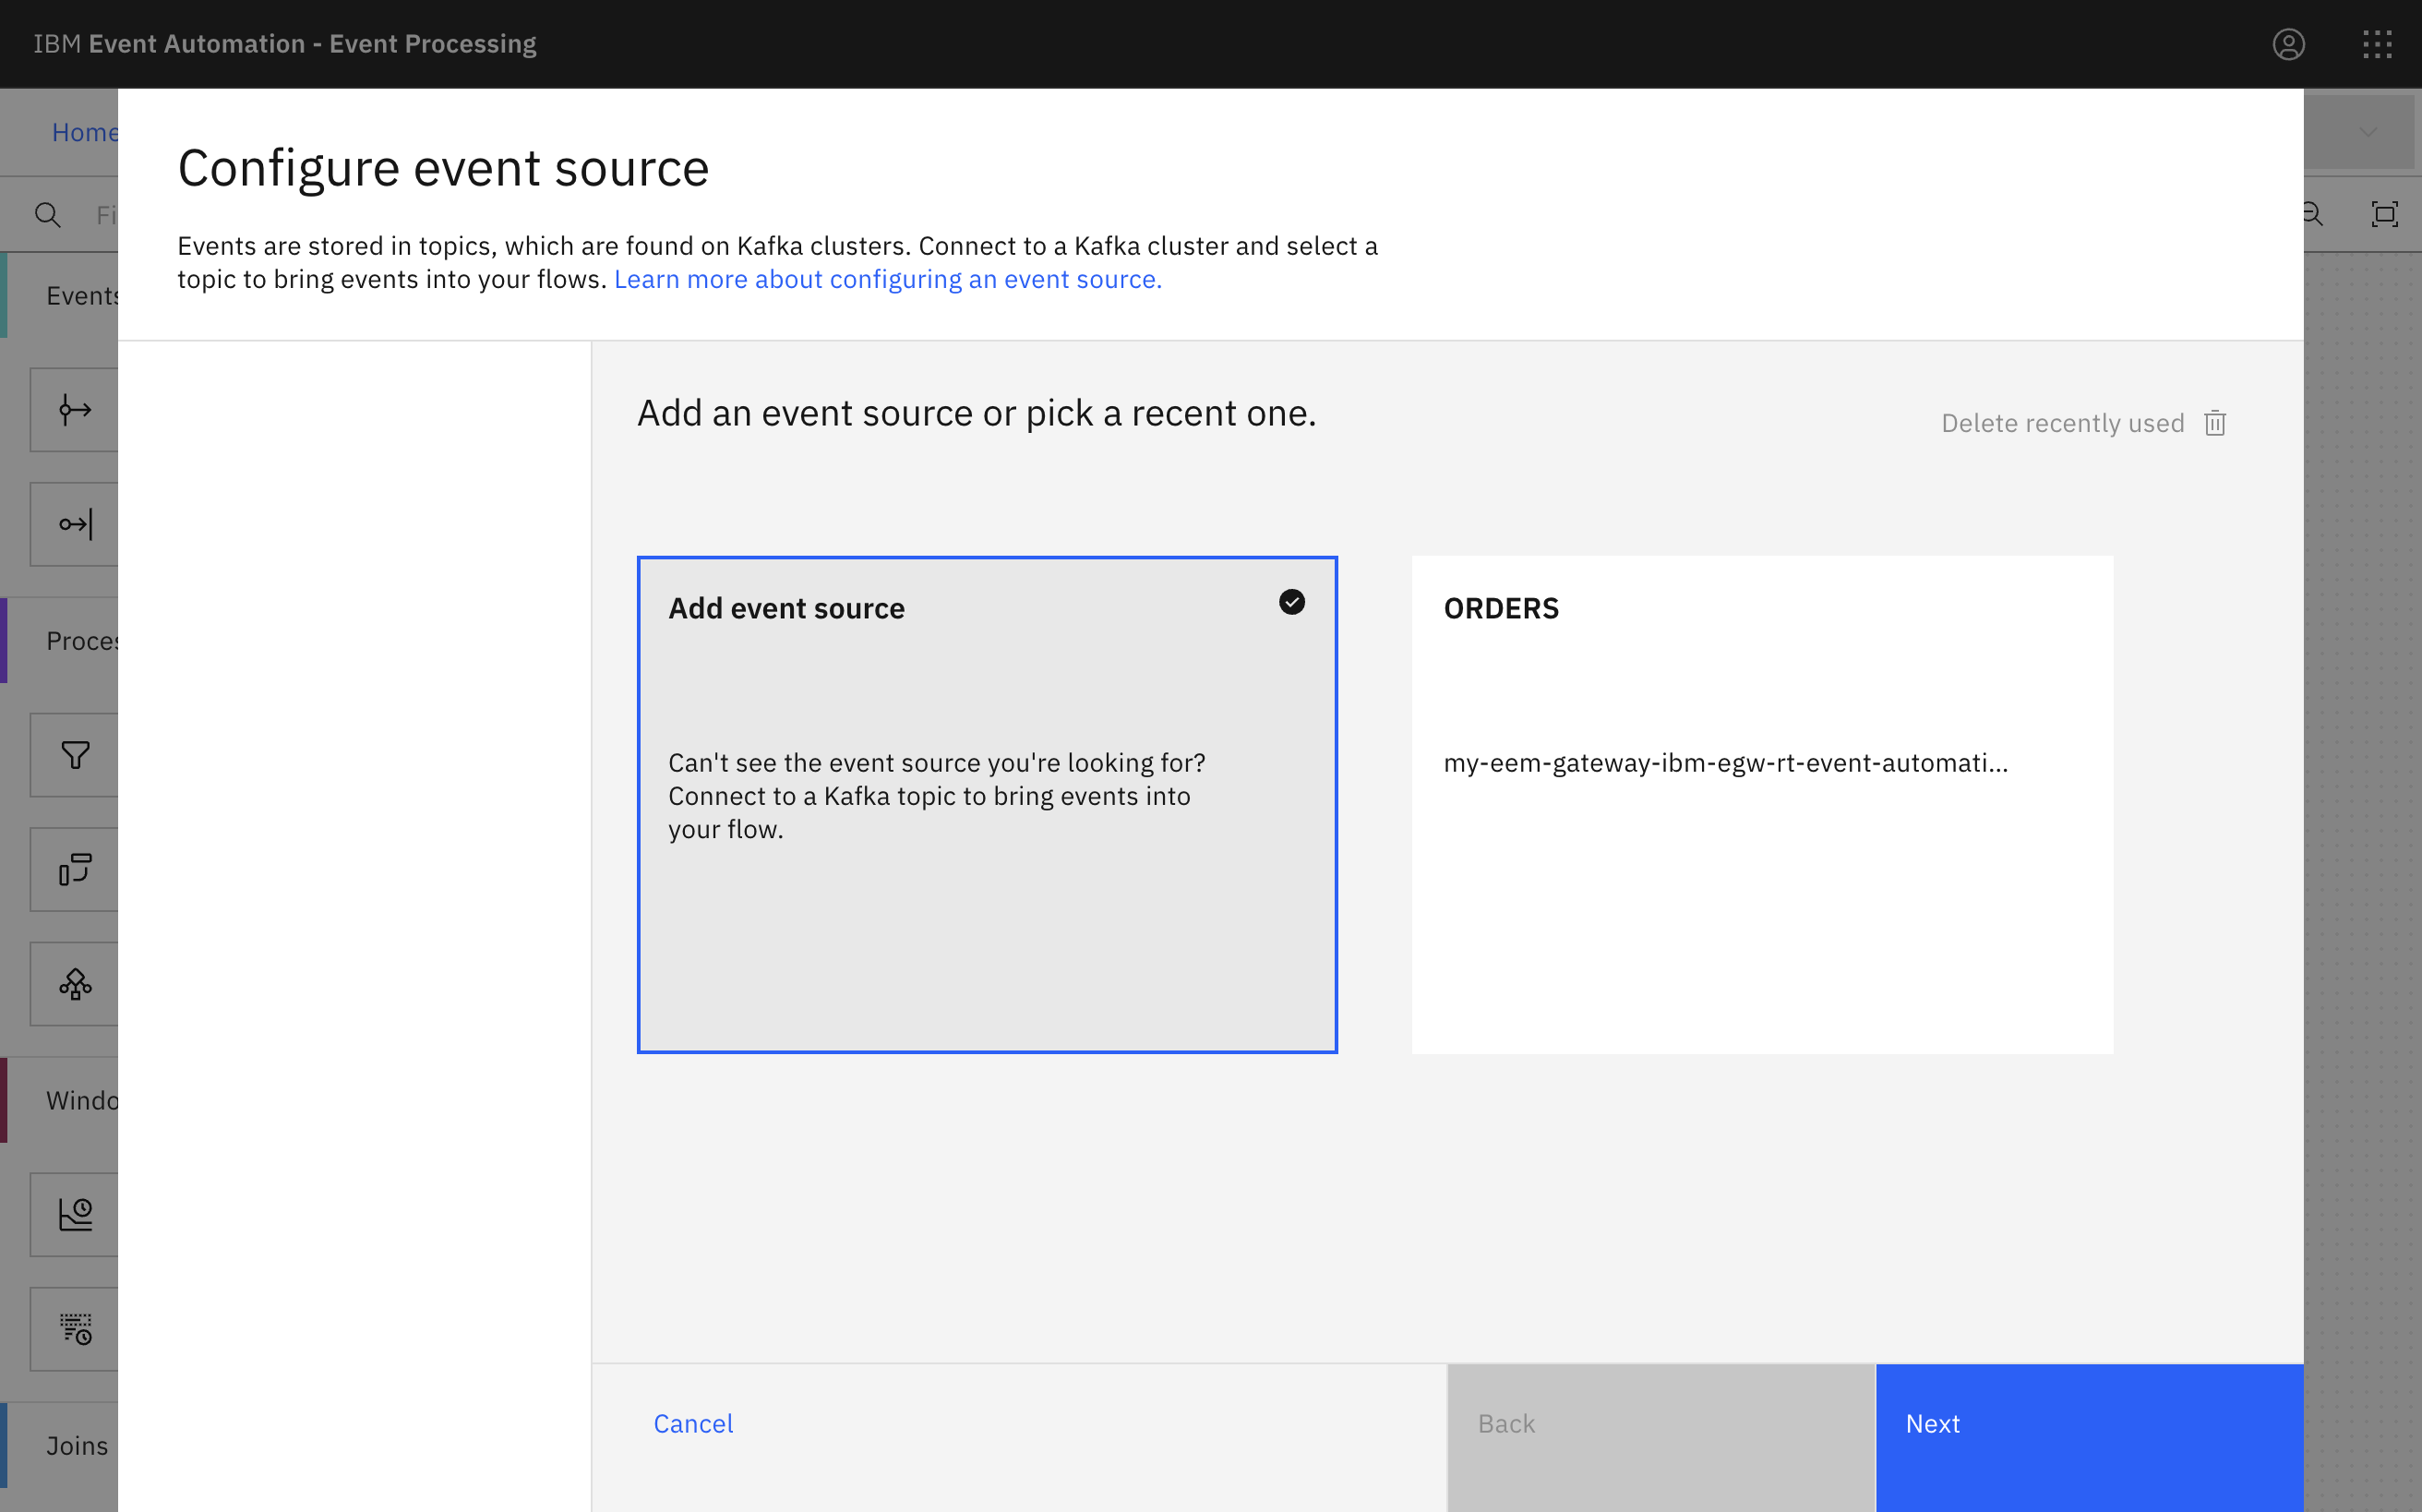 IBM Event Automation - Event Processing
Home
Configure event source
Events are stored in topics, which are found on Kafka clusters. Connect to a Kafka cluster and select a
topic to bring events into your flows. Learn more about configuring an event source.
Fi
Events
Proces
Windo
Joins
Add an event source or pick a recent one.
Delete recently used
Add event source
Can't see the event source you're looking for?
Connect to a Kafka topic to bring events into
your flow.
ORDERS
my-eem-gateway-ibm-egw-rt-event-automati...
Cancel
Back
Next